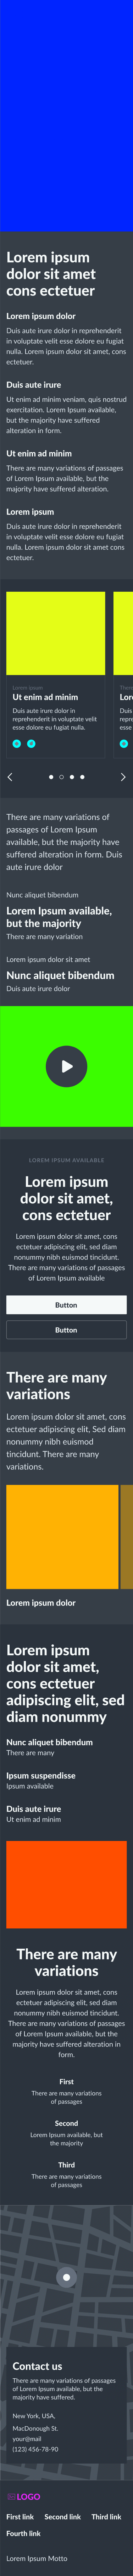 Lorem ipsum
dolor sit amet
cons ectetuer
Lorem ipsum dolor
Duis aute irure dolor in reprehenderit
in voluptate velit esse dolore eu fugiat
nulla. Lorem ipsum dolor sit amet, cons
ectetuer.
Duis aute irure
Ut enim ad minim veniam, quis nostrud
exercitation. Lorem Ipsum available,
but the majority have suffered
alteration in form.
Ut enim ad minim
There are many variations of passages
of Lorem Ipsum available, but the
majority have suffered alteration.
Lorem ipsum
Duis aute irure dolor in reprehenderit
in voluptate velit esse dolore eu fugiat
nulla. Lorem ipsum dolor sit amet cons
ectetuer.
Lorem ipsum
Ut enim ad minim
Duis aute irure dolor in
reprehenderit in voluptate velit
esse dolore eu fugiat nulla.
There
Lor
Duis
repre
esse
There are many variations of
passages of Lorem Ipsum
available, but the majority have
suffered alteration in form. Duis
aute irure dolor
Nunc aliquet bibendum
Lorem Ipsum available,
but the majority
There are many variation
Lorem ipsum dolor sit amet
Nunc aliquet bibendum
Duis aute irure dolor
LOREM IPSUM AVAILABLE
Lorem ipsum
dolor sit amet,
cons ectetuer
Lorem ipsum dolor sit amet, cons
ectetuer adipiscing elit, sed diam
nonummy nibh euismod tincidunt.
There are many variations of passages
of Lorem Ipsum available
Button
Button
There are many
variations
Lorem ipsum dolor sit amet, cons
ectetuer adipiscing elit, Sed diam
nonummy nibh euismod
tincidunt. There are many
variations.
Lorem ipsum dolor
Lorem ipsum
dolor sit amet,
cons ectetuer
adipiscing elit, sed
diam nonummy
Nunc aliquet bibendum
There are many
Ipsum suspendisse
Ipsum available
Duis aute irure
Ut enim ad minim
There are many
variations
Lorem ipsum dolor sit amet, cons
ectetuer adipiscing elit, sed diam
nonummy nibh euismod tincidunt.
There are many variations of passages
of Lorem Ipsum available, but the
majority have suffered alteration in
form.
First
There are many variations
of passages
Second
Lorem Ipsum available, but
the majority
Third
There are many variations
of passages
Contact us
There are many variations of passages
of Lorem Ipsum available, but the
majority have suffered.
New York, USA,
MacDonough St.
your@mail
(123) 456-78-90
LOGO
First link Second link Third link
Fourth link
Lorem Ipsum Motto